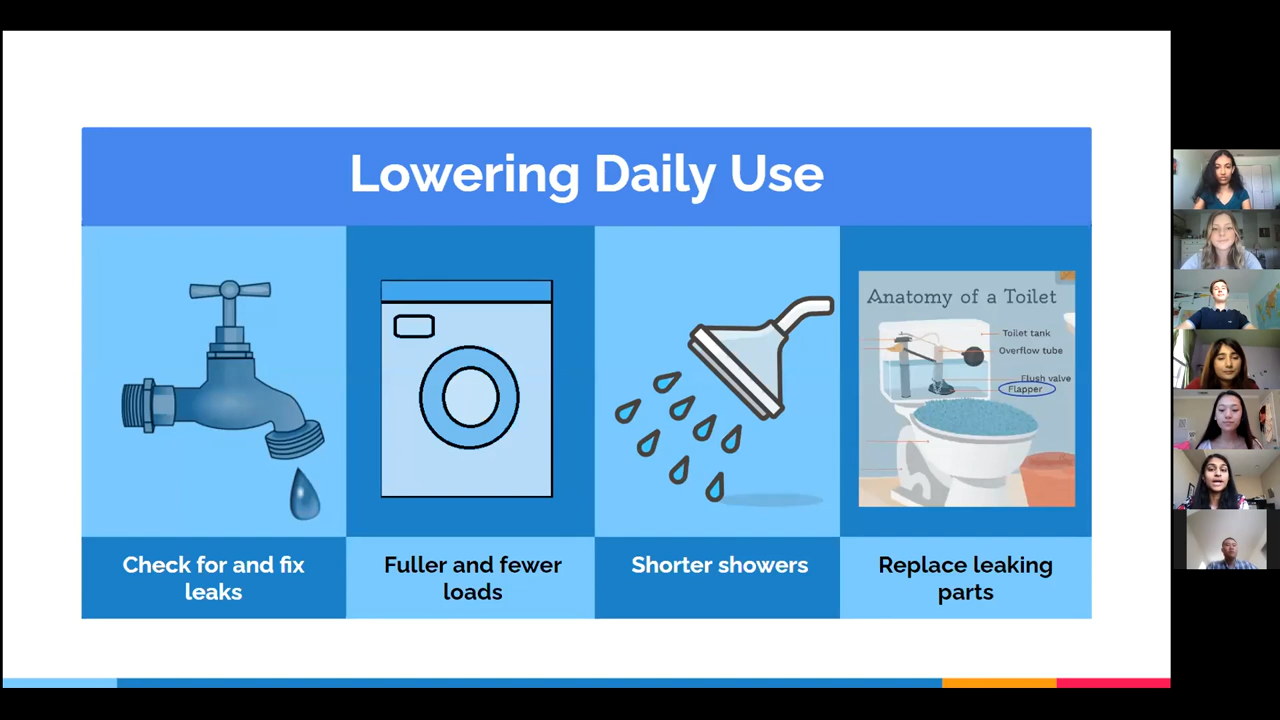 Lowering Daily Use
Anatomy of a Toilet
Toilet tank
Overflow tube
Flush valve
Flapper
Check for and fix
leaks
Fuller and fewer
loads
Shorter showers
Replace leaking
parts